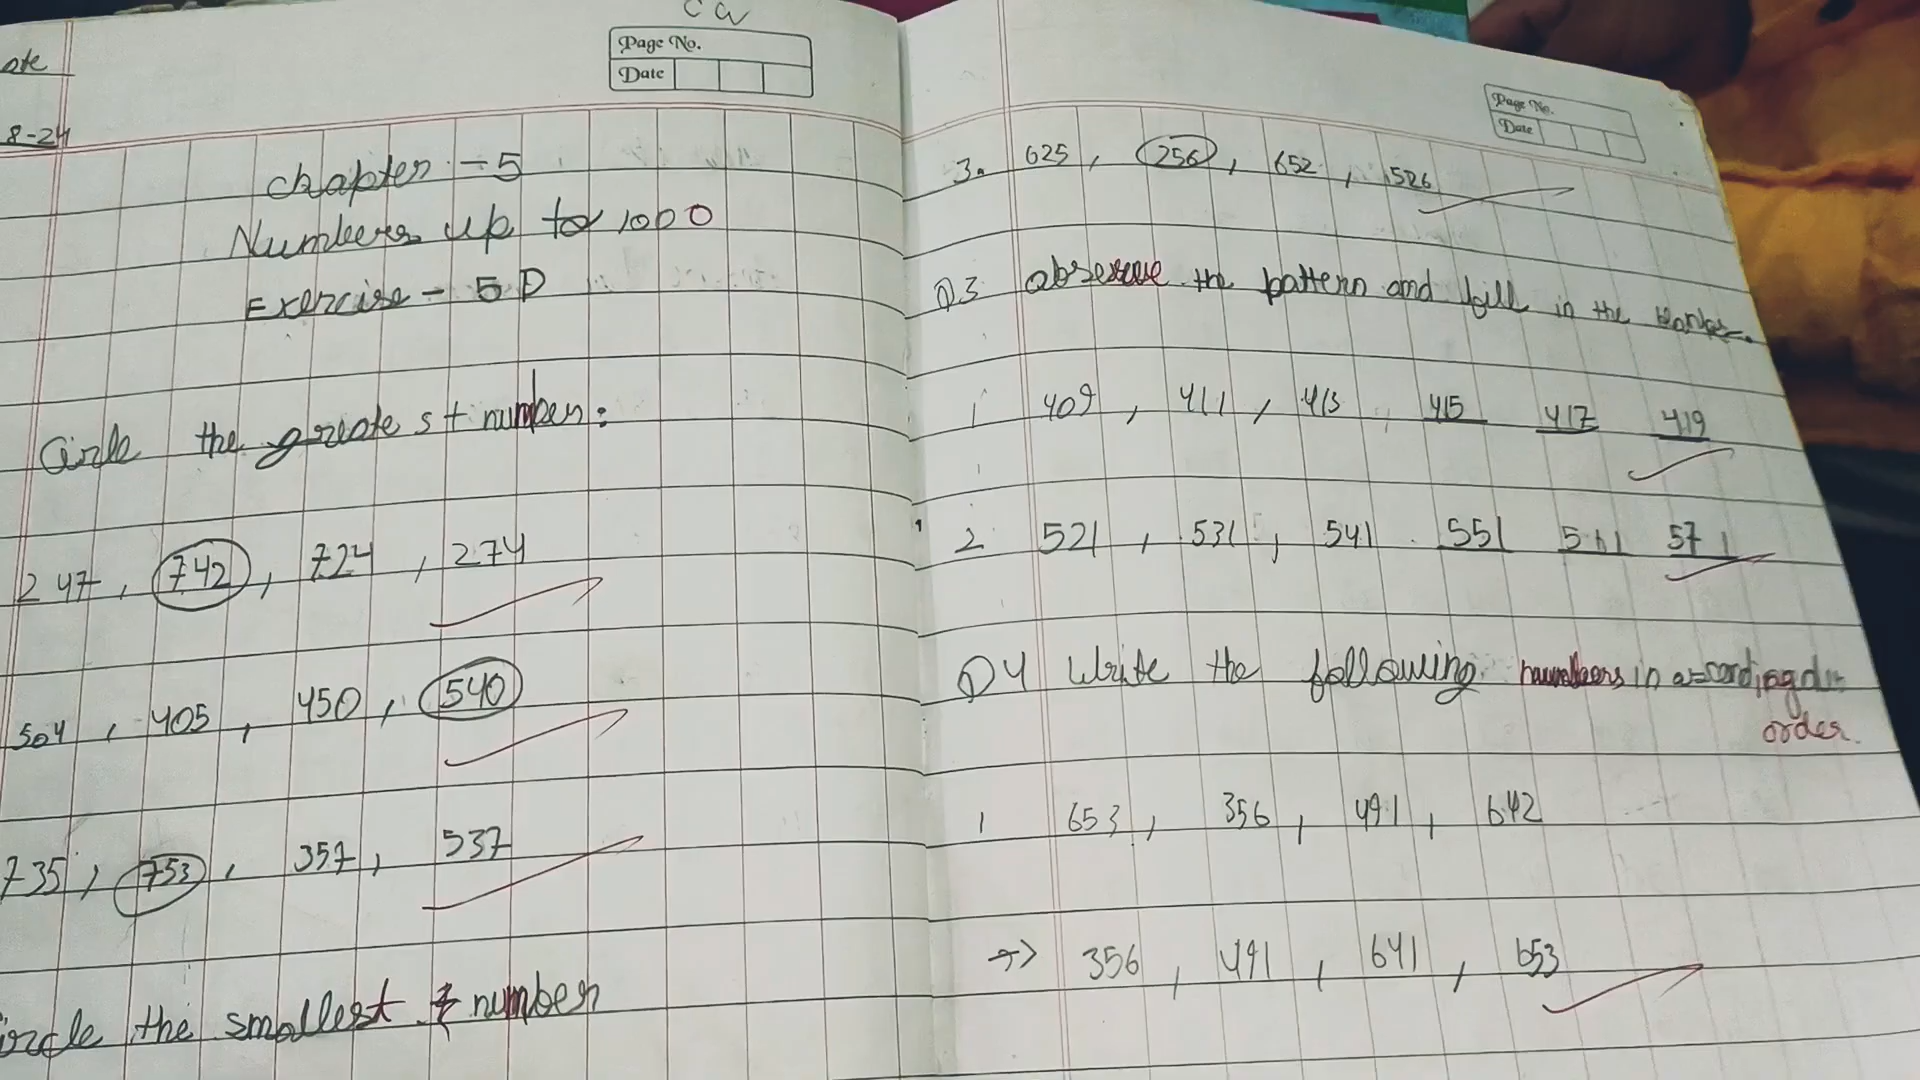 ca
Page No.
Date
8-24
Chapter - 5
Numbers up to 1000
Exercise - 5D
Circle the greatest number:
247, 742, 724, 274
504, 405, 450, 540
735, 753, 357, 537
the smallest number
Page No.
Date
3. 625, 256, 652, 526
Q3 observe the pattern and fill in the
1 409, 411, 413, 415 417 419
2 521, 531, 541 551 561 571
Q4 Write the following numbers in
order.
1 653, 356, 491, 642
→ 356, 491, 641, 653